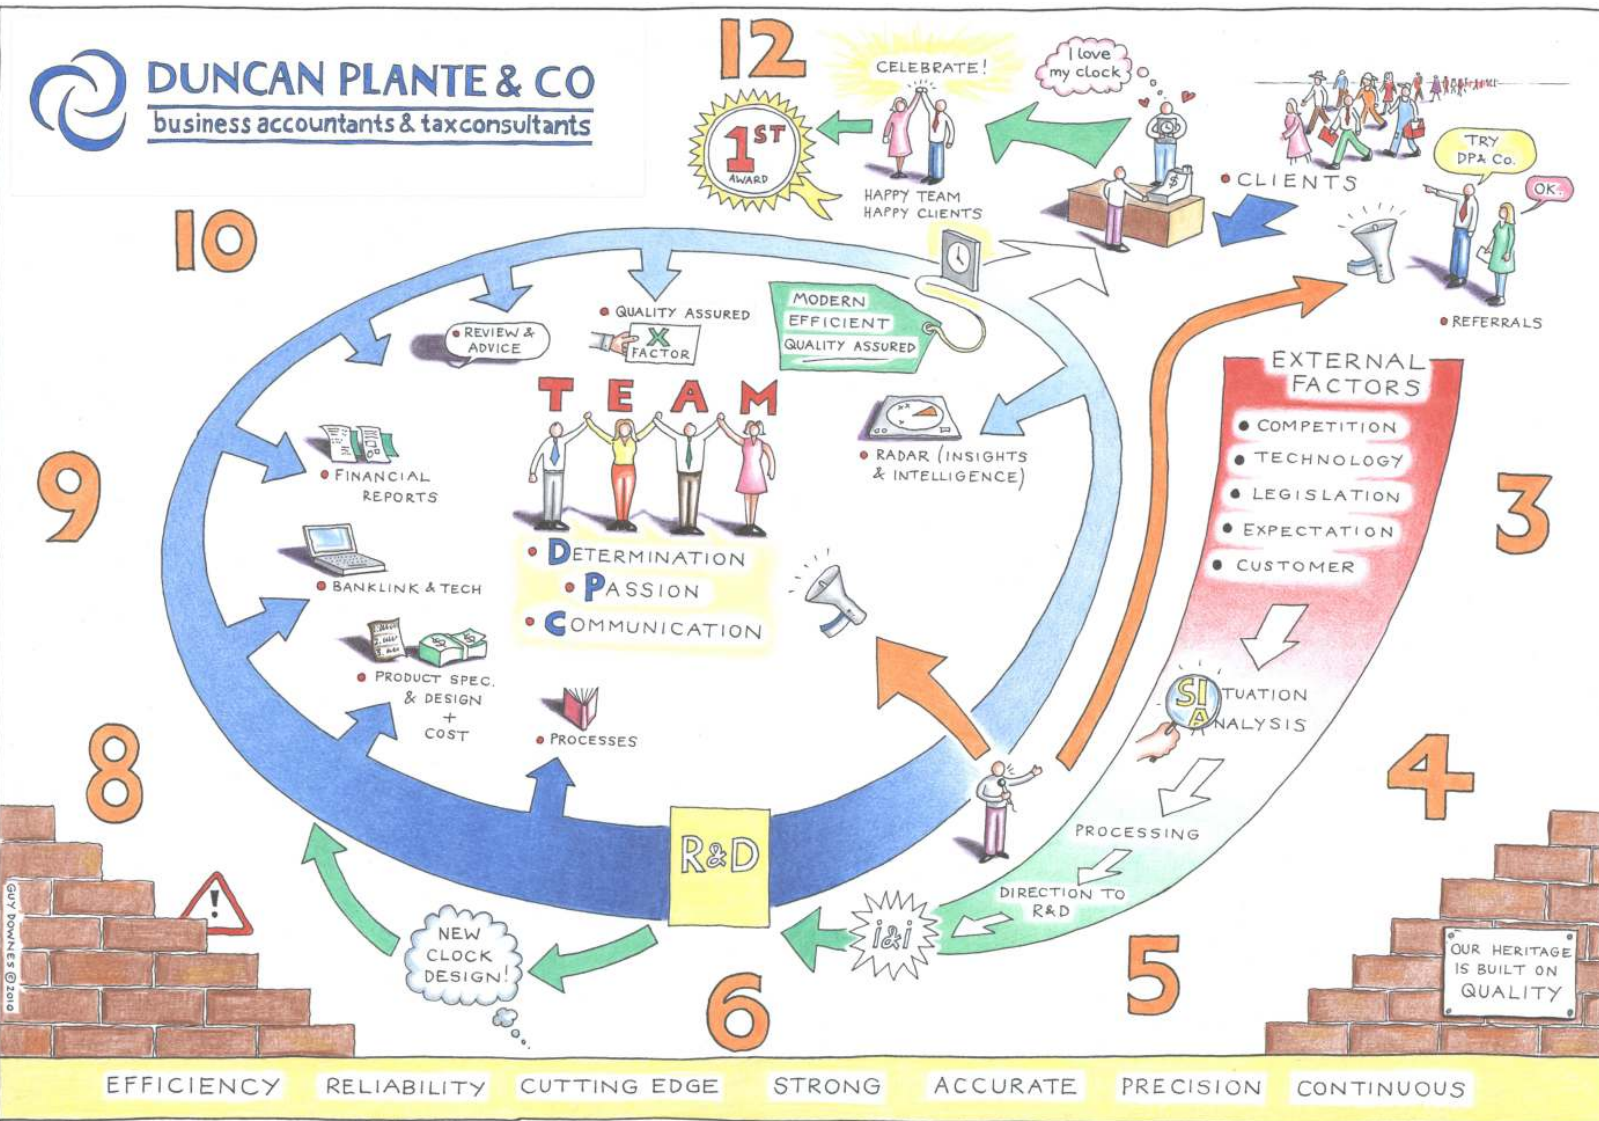 DUNCAN PLANTE & CO
business accountants & taxconsultants
12
CELEBRATE!
I love
my clock
1ST
AWARD
HAPPY TEAM
HAPPY CLIENTS
$
• CLIENTS
TRY
DPA Co.
OK.
• REFERRALS
10
• REVIEW &
ADVICE
• QUALITY ASSURED
X
FACTOR
MODERN
EFFICIENT
QUALITY ASSURED
TEAM
• DETERMINATION
• PASSION
• COMMUNICATION
• RADAR (INSIGHTS
& INTELLIGENCE)
• FINANCIAL
REPORTS
9
• BANKLINK & TECH
• PRODUCT SPEC.
& DESIGN
+
COST
• PROCESSES
EXTERNAL
FACTORS
• COMPETITION
• TECHNOLOGY
• LEGISLATION
• EXPECTATION
• CUSTOMER
3
SITUATION
ANALYSIS
PROCESSING
DIRECTION TO
R&D
4
8
R&D
i&i
NEW
CLOCK
DESIGN!
6
5
!
GUY DOWNES © 2010
OUR HERITAGE
IS BUILT ON
QUALITY
EFFICIENCY RELIABILITY CUTTING EDGE STRONG ACCURATE PRECISION CONTINUOUS